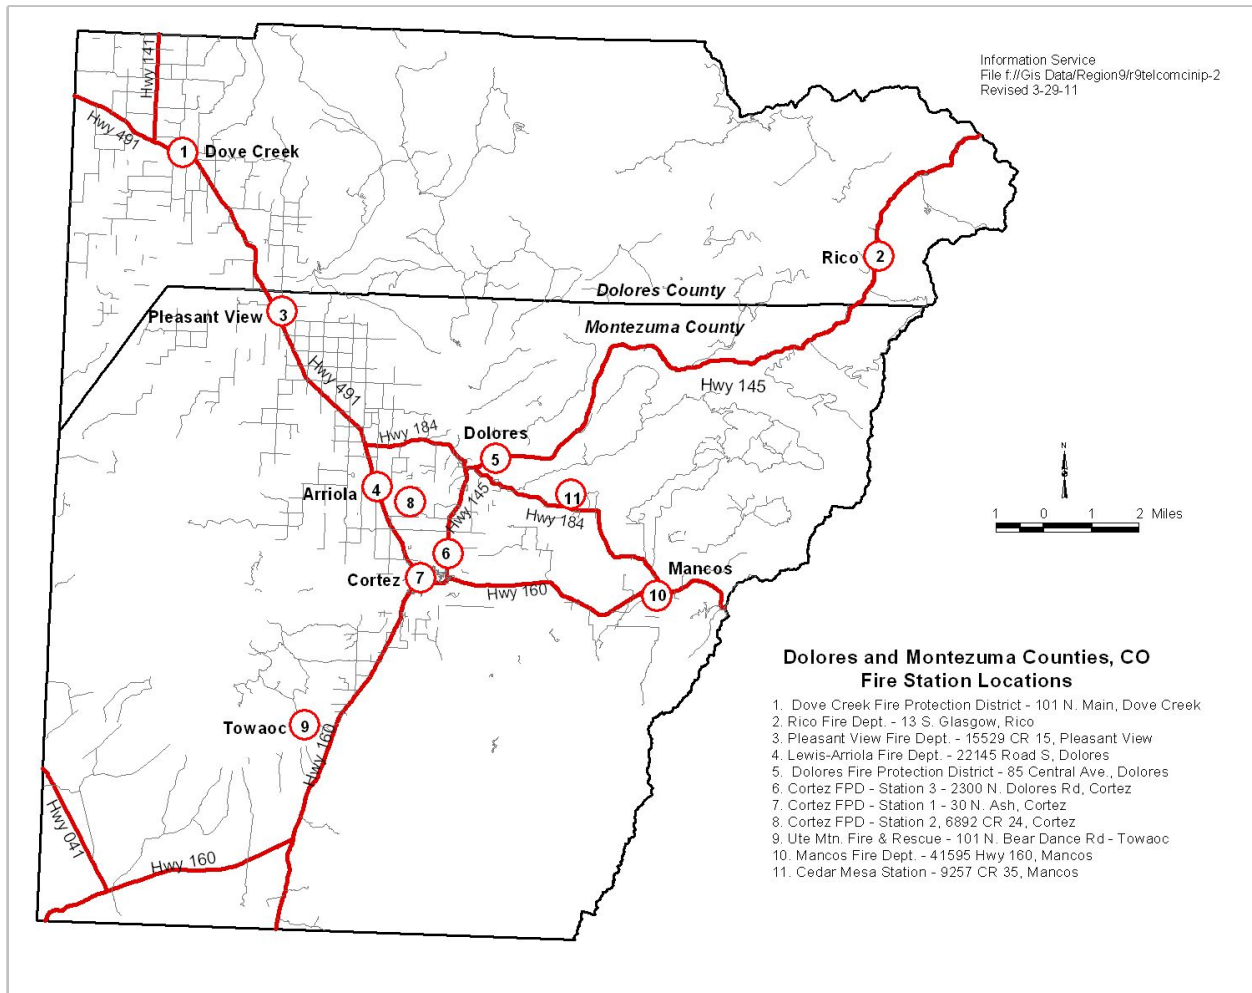 Information Service
File f://Gis Data/Region9/r9telcomcinip-2
Revised 3-29-11
Hwy 141
Hwy 491
1
Dove Creek
Rico
2
Dolores County
Pleasant View
3
Montezuma County
Hwy 491
Hwy 145
Hwy 184
Dolores
5
N
Arriola
4
8
11
Hwy 145
Hwy 184
1 0 1 2 Miles
6
Cortez
7
Mancos
Hwy 160
10
Dolores and Montezuma Counties, CO
Fire Station Locations
1. Dove Creek Fire Protection District - 101 N. Main, Dove Creek
2. Rico Fire Dept. - 13 S. Glasgow, Rico
3. Pleasant View Fire Dept. - 15529 CR 15, Pleasant View
4. Lewis-Arriola Fire Dept. - 22145 Road S, Dolores
5. Dolores Fire Protection District - 85 Central Ave., Dolores
6. Cortez FPD - Station 3 - 2300 N. Dolores Rd, Cortez
7. Cortez FPD - Station 1 - 30 N. Ash, Cortez
8. Cortez FPD - Station 2, 6892 CR 24, Cortez
9. Ute Mtn. Fire & Rescue - 101 N. Bear Dance Rd - Towaoc
10. Mancos Fire Dept. - 41595 Hwy 160, Mancos
11. Cedar Mesa Station - 9257 CR 35, Mancos
Towaoc
9
Hwy 160
Hwy 041
Hwy 160